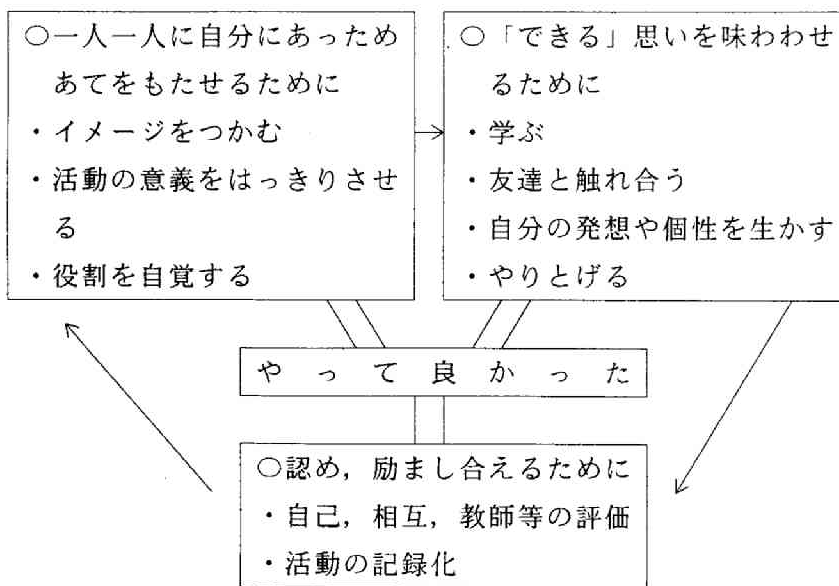 ○一人一人に自分にあっため
あてをもたせるために
・イメージをつかむ
・活動の意義をはっきりさせ
る
・役割を自覚する
○「できる」思いを味わわせ
るために
・学ぶ
・友達と触れ合う
・自分の発想や個性を生かす
・やりとげる
やって良かった
○認め,励まし合えるために
・自己,相互,教師等の評価
・活動の記録化